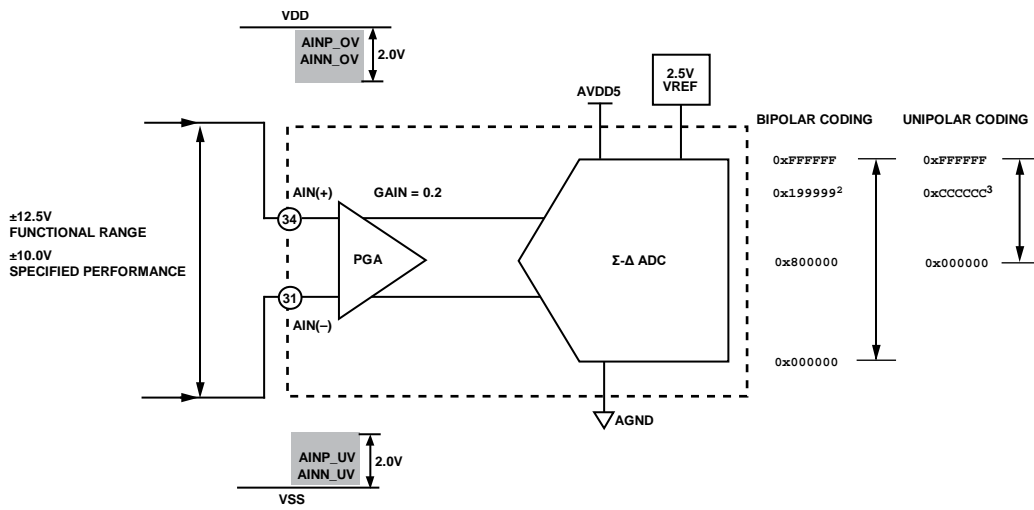 VDD
AINP_OV
AINN_OV
2.0V
2.5V
VREF
AVDD5
BIPOLAR CODING
UNIPOLAR CODING
0xFFFFFF
0xFFFFFF
0x199999²
0xCCCCCC³
0x800000
0x000000
0x000000
AIN(+)
GAIN = 0.2
34
±12.5V
FUNCTIONAL RANGE
±10.0V
SPECIFIED PERFORMANCE
PGA
Σ-Δ ADC
31
AIN(–)
AGND
AINP_UV
AINN_UV
2.0V
VSS